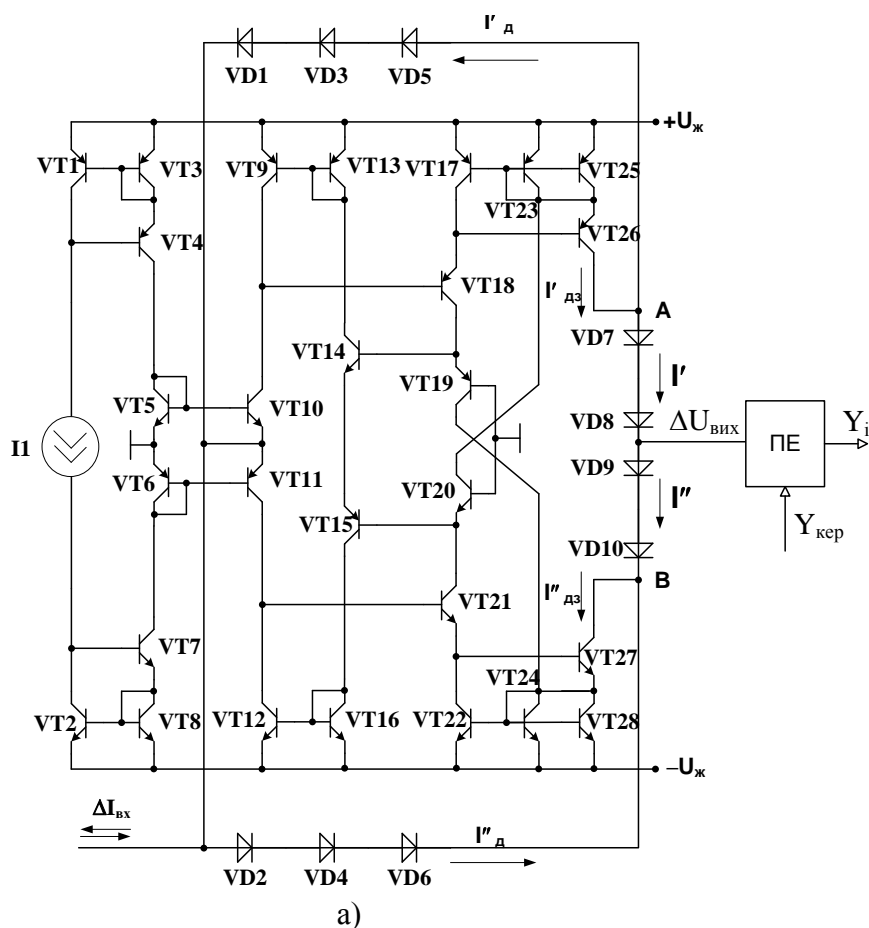 I′д
VD1 VD3 VD5
+Uж
VT1 VT3 VT9 VT13 VT17 VT23 VT25
VT4 VT26
VT18 I′дз A
VD7
VT14 I′
VT19
VT5 VT10 VD8 ΔUвих ПЕ Yi
I1
VT6 VT11 VD9
VT20 I″
VT15 Yкер
VD10
VT21 I″дз B
VT7 VT27
VT24
VT2 VT8 VT12 VT16 VT22 VT28
−Uж
ΔIвх
I″д
VD2 VD4 VD6
а)